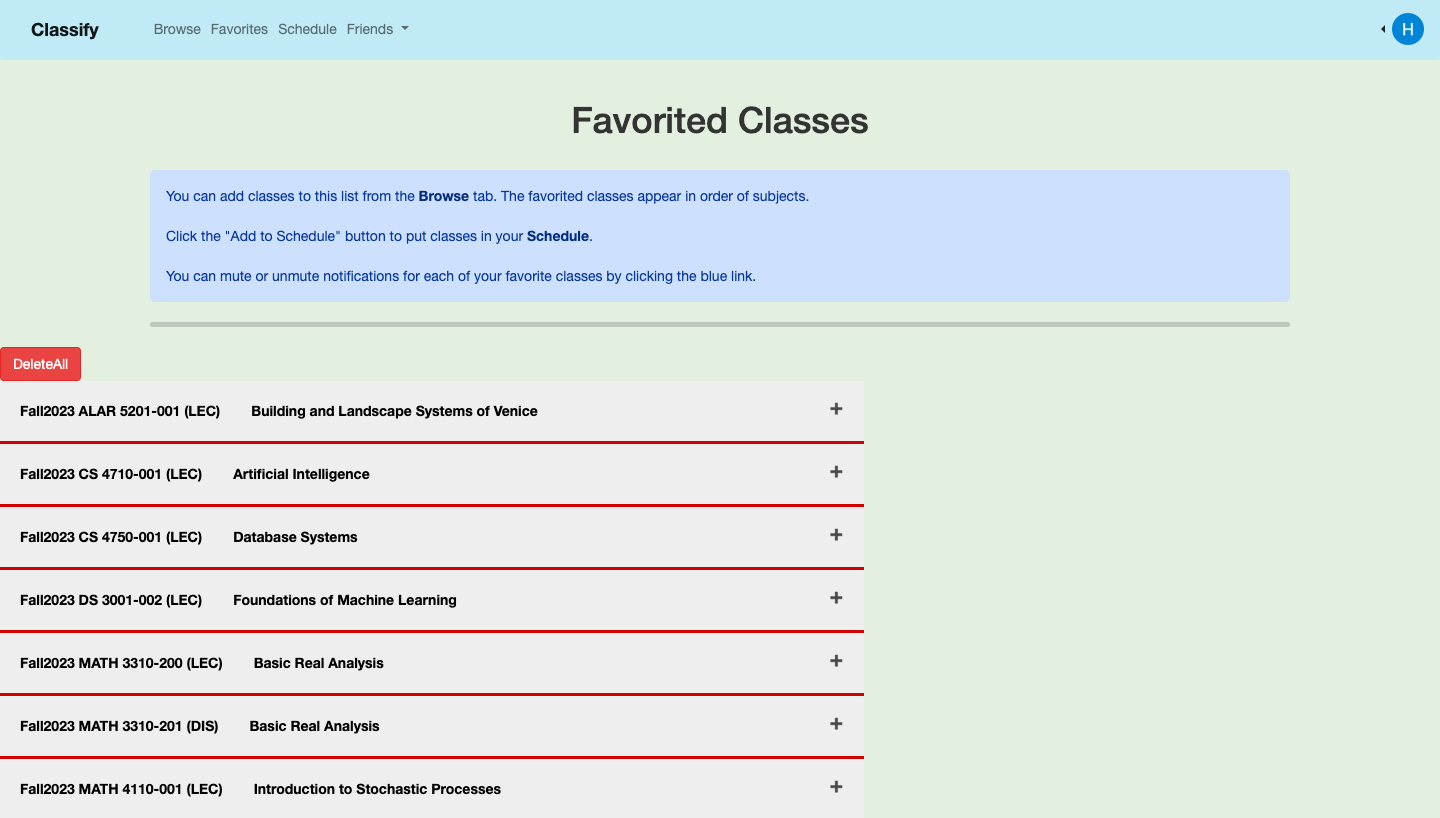 Classify Browse Favorites Schedule Friends H
Favorited Classes
You can add classes to this list from the Browse tab. The favorited classes appear in order of subjects.
Click the "Add to Schedule" button to put classes in your Schedule.
You can mute or unmute notifications for each of your favorite classes by clicking the blue link.
DeleteAll
Fall2023 ALAR 5201-001 (LEC) Building and Landscape Systems of Venice
Fall2023 CS 4710-001 (LEC) Artificial Intelligence
Fall2023 CS 4750-001 (LEC) Database Systems
Fall2023 DS 3001-002 (LEC) Foundations of Machine Learning
Fall2023 MATH 3310-200 (LEC) Basic Real Analysis
Fall2023 MATH 3310-201 (DIS) Basic Real Analysis
Fall2023 MATH 4110-001 (LEC) Introduction to Stochastic Processes